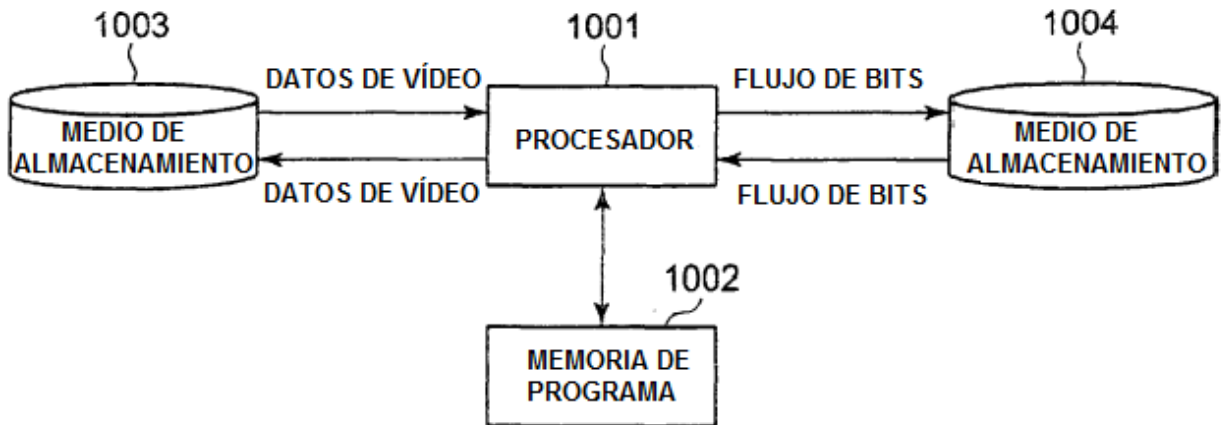 1003
1001
1004
DATOS DE VÍDEO
FLUJO DE BITS
MEDIO DE
ALMACENAMIENTO
PROCESADOR
MEDIO DE
ALMACENAMIENTO
DATOS DE VÍDEO
FLUJO DE BITS
1002
MEMORIA DE
PROGRAMA